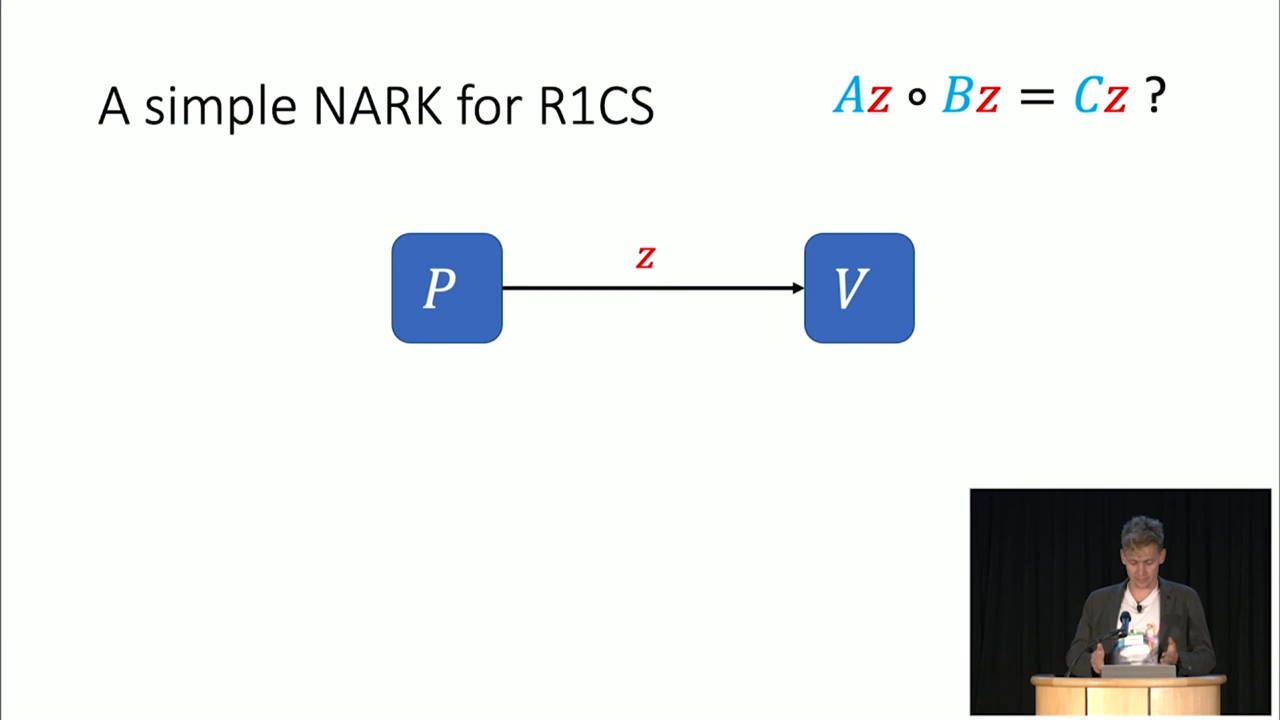 A simple NARK for R1CS
Az ∘ Bz = Cz ?
z
P
V